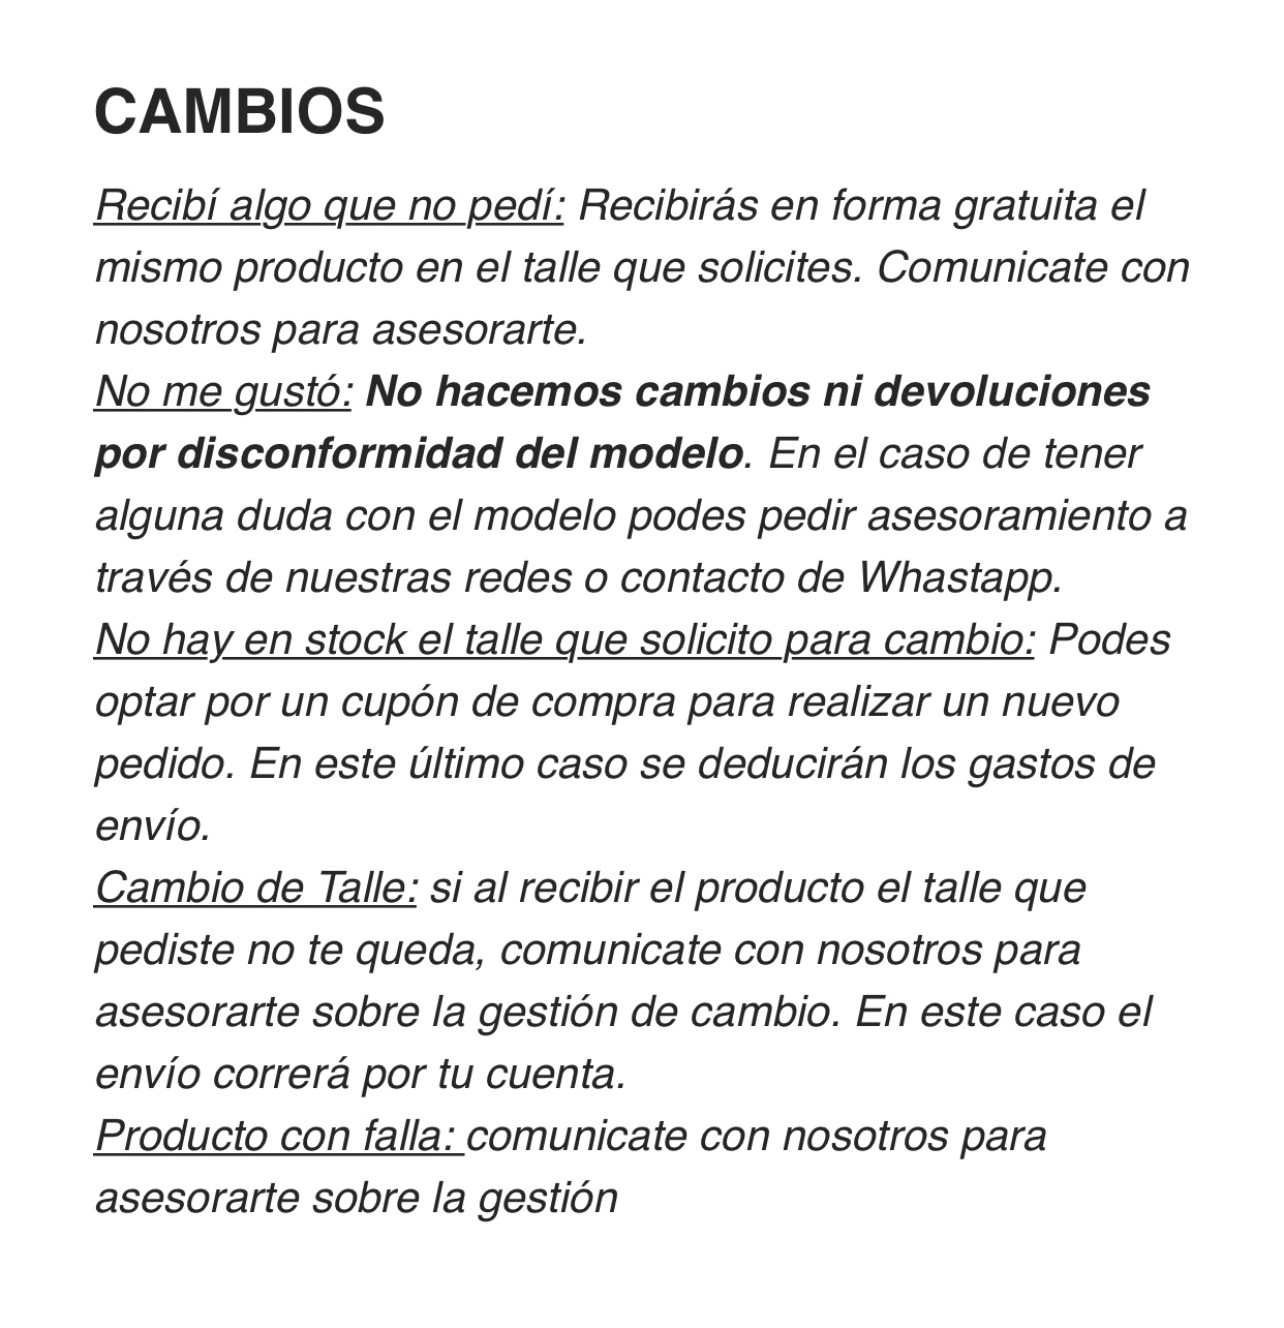 CAMBIOS
Recibí algo que no pedí: Recibirás en forma gratuita el
mismo producto en el talle que solicites. Comunicate con
nosotros para asesorarte.
No me gustó: No hacemos cambios ni devoluciones
por disconformidad del modelo. En el caso de tener
alguna duda con el modelo podes pedir asesoramiento a
través de nuestras redes o contacto de Whastapp.
No hay en stock el talle que solicito para cambio: Podes
optar por un cupón de compra para realizar un nuevo
pedido. En este último caso se deducirán los gastos de
envío.
Cambio de Talle: si al recibir el producto el talle que
pediste no te queda, comunicate con nosotros para
asesorarte sobre la gestión de cambio. En este caso el
envío correrá por tu cuenta.
Producto con falla: comunicate con nosotros para
asesorarte sobre la gestión